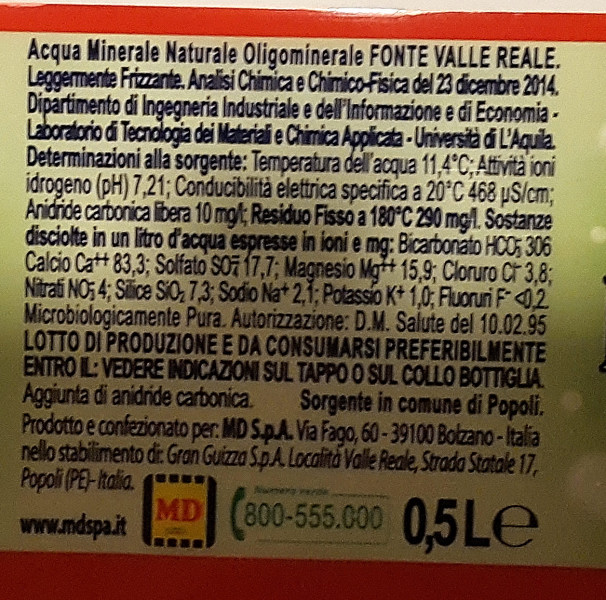 Acqua Minerale Naturale Oligominerale FONTE VALLE REALE.
Leggermente Frizzante. Analisi Chimica e Chimico-Fisica del 23 dicembre 2014.
Dipartimento di Ingegneria Industriale e dell'Informazione e di Economia -
Laboratorio di Tecnologia dei Materiali e Chimica Applicata - Università di L'Aquila.
Determinazioni alla sorgente: Temperatura dell'acqua 11,4°C; Attività ioni
idrogeno (pH) 7,21; Conducibilità elettrica specifica a 20°C 468 µS/cm;
Anidride carbonica libera 10 mg/l; Residuo Fisso a 180°C 290 mg/l. Sostanze
disciolte in un litro d'acqua espresse in ioni e mg: Bicarbonato HCO₃⁻ 306
Calcio Ca⁺⁺ 83,3; Solfato SO₄⁼ 17,7; Magnesio Mg⁺⁺ 15,9; Cloruro Cl⁻ 3,8;
Nitrati NO₃⁻ 4; Silice SiO₂ 7,3; Sodio Na⁺ 2,1; Potassio K⁺ 1,0; Fluoruri F⁻ <0,2
Microbiologicamente Pura. Autorizzazione: D.M. Salute del 10.02.95
LOTTO DI PRODUZIONE E DA CONSUMARSI PREFERIBILMENTE
ENTRO IL: VEDERE INDICAZIONI SUL TAPPO O SUL COLLO BOTTIGLIA.
Aggiunta di anidride carbonica. Sorgente in comune di Popoli.
Prodotto e confezionato per: MD S.p.A. Via Fago, 60 - 39100 Bolzano - Italia
nello stabilimento di: Gran Guizza S.p.A. Località Valle Reale, Strada Statale 17,
Popoli (PE)- Italia.
www.mdspa.it MD Numero verde 800-555.000 0,5 L e